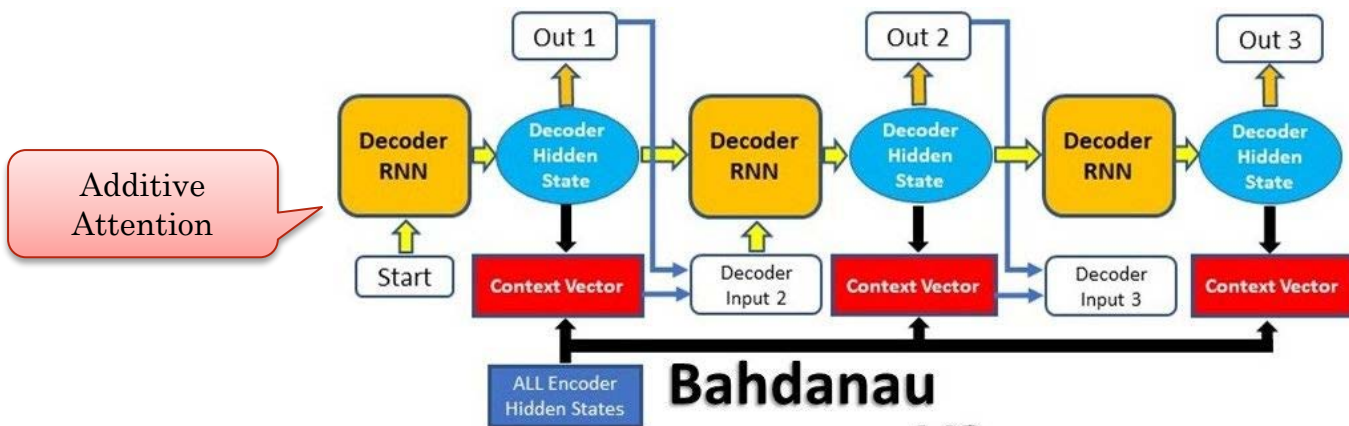 Out 1
Out 2
Out 3
Decoder
RNN
Decoder
Hidden
State
Decoder
RNN
Decoder
Hidden
State
Decoder
RNN
Decoder
Hidden
State
Additive
Attention
Start
Context Vector
Decoder
Input 2
Context Vector
Decoder
Input 3
Context Vector
ALL Encoder
Hidden States
Bahdanau